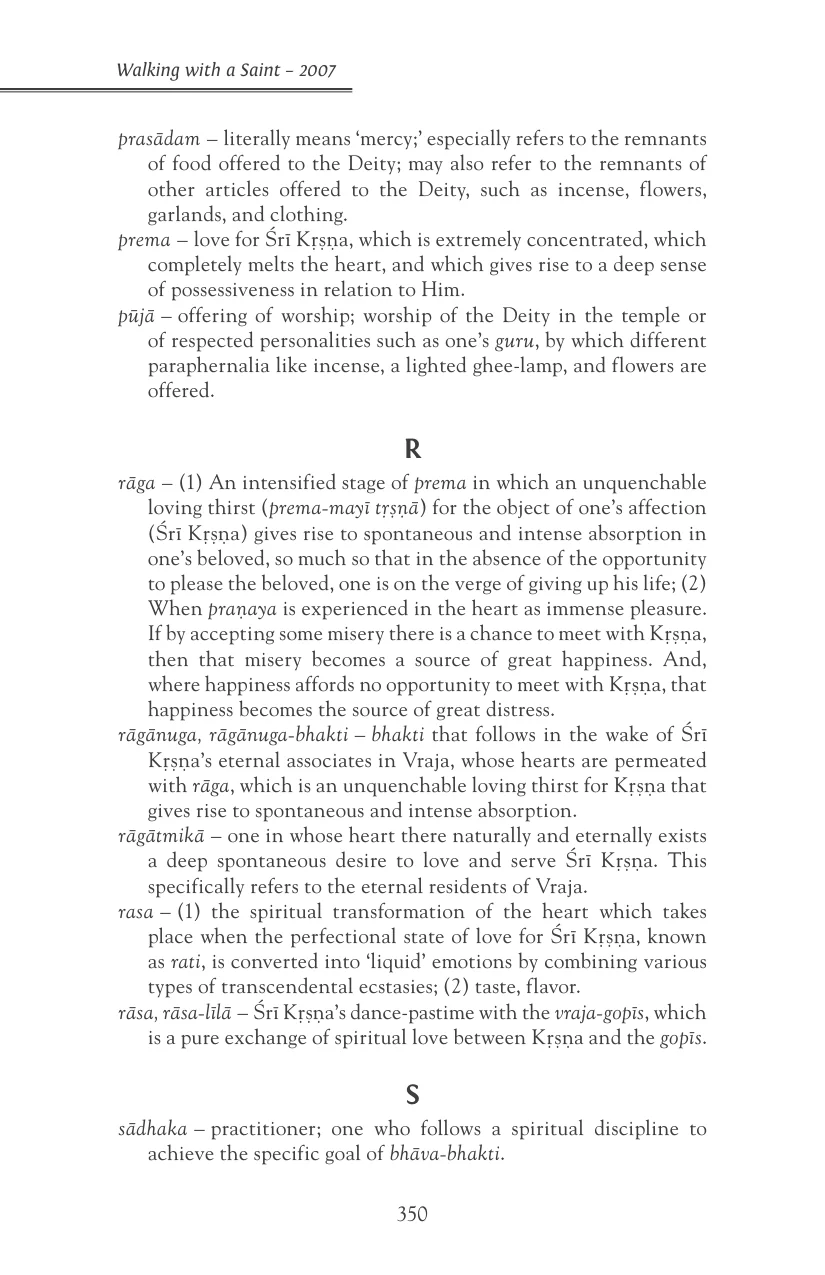 Walking with a Saint – 2007
prasādam – literally means ‘mercy;’ especially refers to the remnants
of food offered to the Deity; may also refer to the remnants of
other articles offered to the Deity, such as incense, flowers,
garlands, and clothing.
prema – love for Śrī Kṛṣṇa, which is extremely concentrated, which
completely melts the heart, and which gives rise to a deep sense
of possessiveness in relation to Him.
pūjā – offering of worship; worship of the Deity in the temple or
of respected personalities such as one’s guru, by which different
paraphernalia like incense, a lighted ghee-lamp, and flowers are
offered.
R
rāga – (1) An intensified stage of prema in which an unquenchable
loving thirst (prema-mayī tṛṣṇā) for the object of one’s affection
(Śrī Kṛṣṇa) gives rise to spontaneous and intense absorption in
one’s beloved, so much so that in the absence of the opportunity
to please the beloved, one is on the verge of giving up his life; (2)
When praṇaya is experienced in the heart as immense pleasure.
If by accepting some misery there is a chance to meet with Kṛṣṇa,
then that misery becomes a source of great happiness. And,
where happiness affords no opportunity to meet with Kṛṣṇa, that
happiness becomes the source of great distress.
rāgānuga, rāgānuga-bhakti – bhakti that follows in the wake of Śrī
Kṛṣṇa’s eternal associates in Vraja, whose hearts are permeated
with rāga, which is an unquenchable loving thirst for Kṛṣṇa that
gives rise to spontaneous and intense absorption.
rāgātmikā – one in whose heart there naturally and eternally exists
a deep spontaneous desire to love and serve Śrī Kṛṣṇa. This
specifically refers to the eternal residents of Vraja.
rasa – (1) the spiritual transformation of the heart which takes
place when the perfectional state of love for Śrī Kṛṣṇa, known
as rati, is converted into ‘liquid’ emotions by combining various
types of transcendental ecstasies; (2) taste, flavor.
rāsa, rāsa-līlā – Śrī Kṛṣṇa’s dance-pastime with the vraja-gopīs, which
is a pure exchange of spiritual love between Kṛṣṇa and the gopīs.
S
sādhaka – practitioner; one who follows a spiritual discipline to
achieve the specific goal of bhāva-bhakti.
350